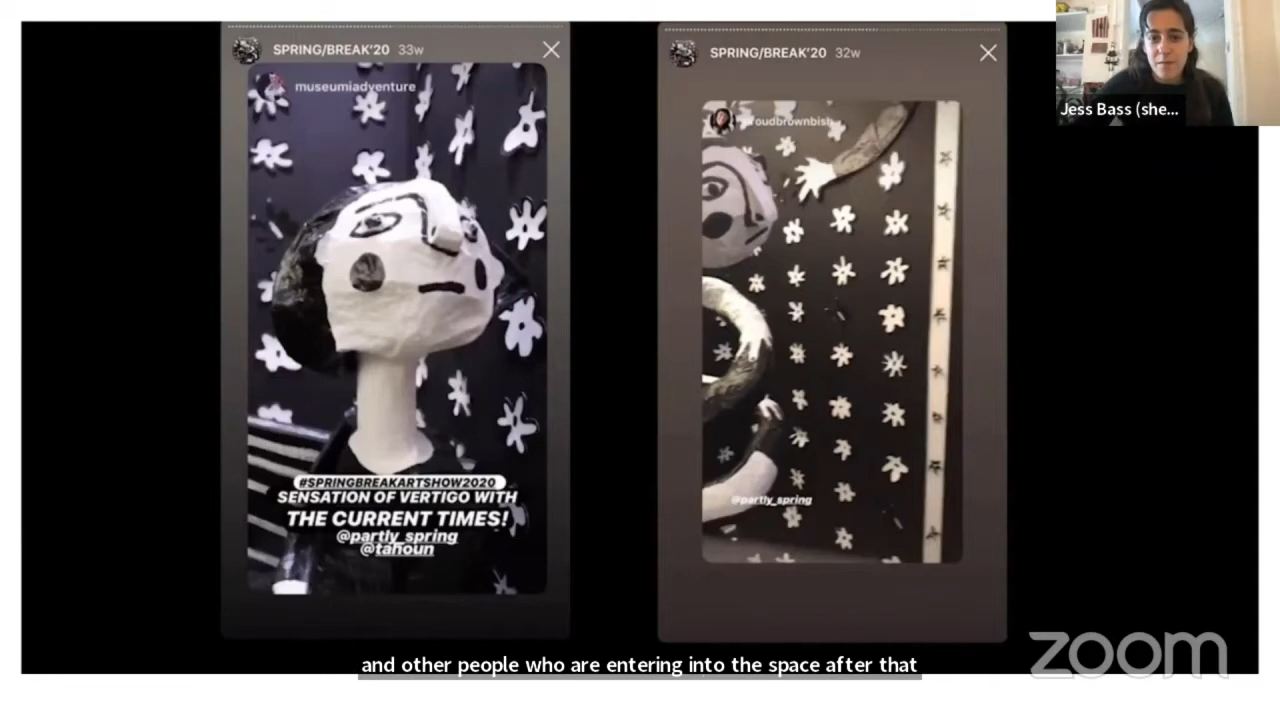 SPRING/BREAK'20 33w
museumiadventure
#SPRINGBREAKARTSHOW2020
SENSATION OF VERTIGO WITH
THE CURRENT TIMES!
@partly_spring
@tahoun
SPRING/BREAK'20 32w
@partly_spring
Jess Bass (she...
and other people who are entering into the space after that
zoom